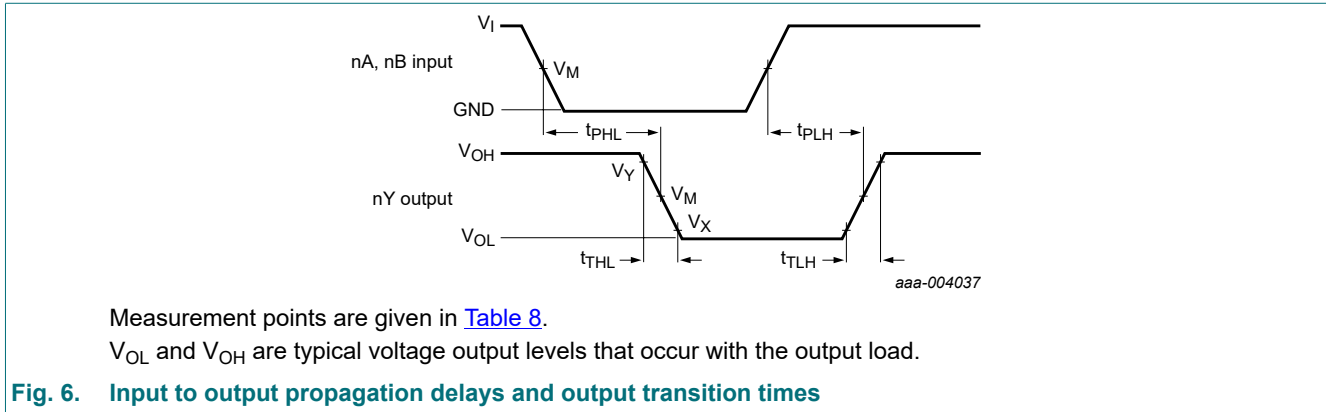 V_I
nA, nB input
V_M
GND
t_PHL
t_PLH
V_OH
V_Y
V_M
nY output
V_X
V_OL
t_THL
t_TLH
aaa-004037
Measurement points are given in Table 8.
V_OL and V_OH are typical voltage output levels that occur with the output load.
Fig. 6. Input to output propagation delays and output transition times